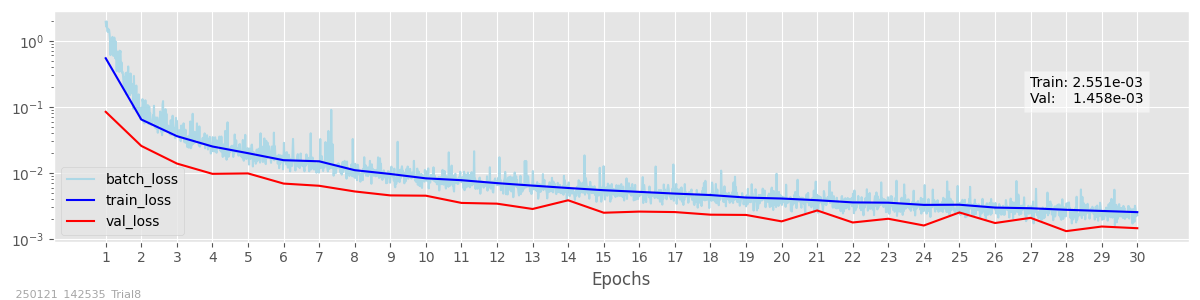 10⁰
10⁻¹
10⁻²
10⁻³
Train: 2.551e-03
Val: 1.458e-03
batch_loss
train_loss
val_loss
1 2 3 4 5 6 7 8 9 10 11 12 13 14 15 16 17 18 19 20 21 22 23 24 25 26 27 28 29 30
Epochs
250121_142535_Trial8